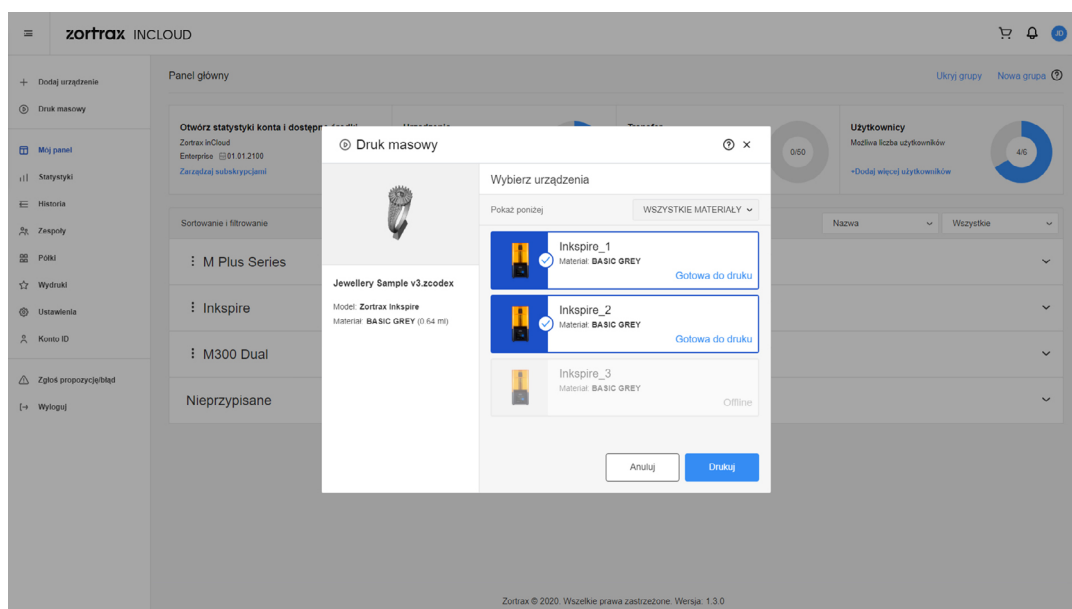 zortrax INCLOUD
JD
Dodaj urządzenie
Druk masowy
Mój panel
Statystyki
Historia
Zespoły
Półki
Wydruki
Ustawienia
Konto ID
Zgłoś propozycję/błąd
Wyloguj
Panel główny
Ukryj grupy
Nowa grupa
Otwórz statystyki konta i dostępne
Zortrax inCloud
Enterprise 01.01.2100
Zarządzaj subskrypcjami
0/50
Użytkownicy
Możliwa liczba użytkowników
+Dodaj więcej użytkowników
4/6
Sortowanie i filtrowanie
Nazwa
Wszystkie
M Plus Series
Inkspire
M300 Dual
Nieprzypisane
Druk masowy
Jewellery Sample v3.zcodex
Model: Zortrax Inkspire
Materiał: BASIC GREY (0.64 ml)
Wybierz urządzenia
Pokaż poniżej
WSZYSTKIE MATERIAŁY
Inkspire_1
Materiał: BASIC GREY
Gotowa do druku
Inkspire_2
Materiał: BASIC GREY
Gotowa do druku
Inkspire_3
Materiał: BASIC GREY
Offline
Anuluj
Drukuj
Zortrax © 2020. Wszelkie prawa zastrzeżone. Wersja: 1.3.0